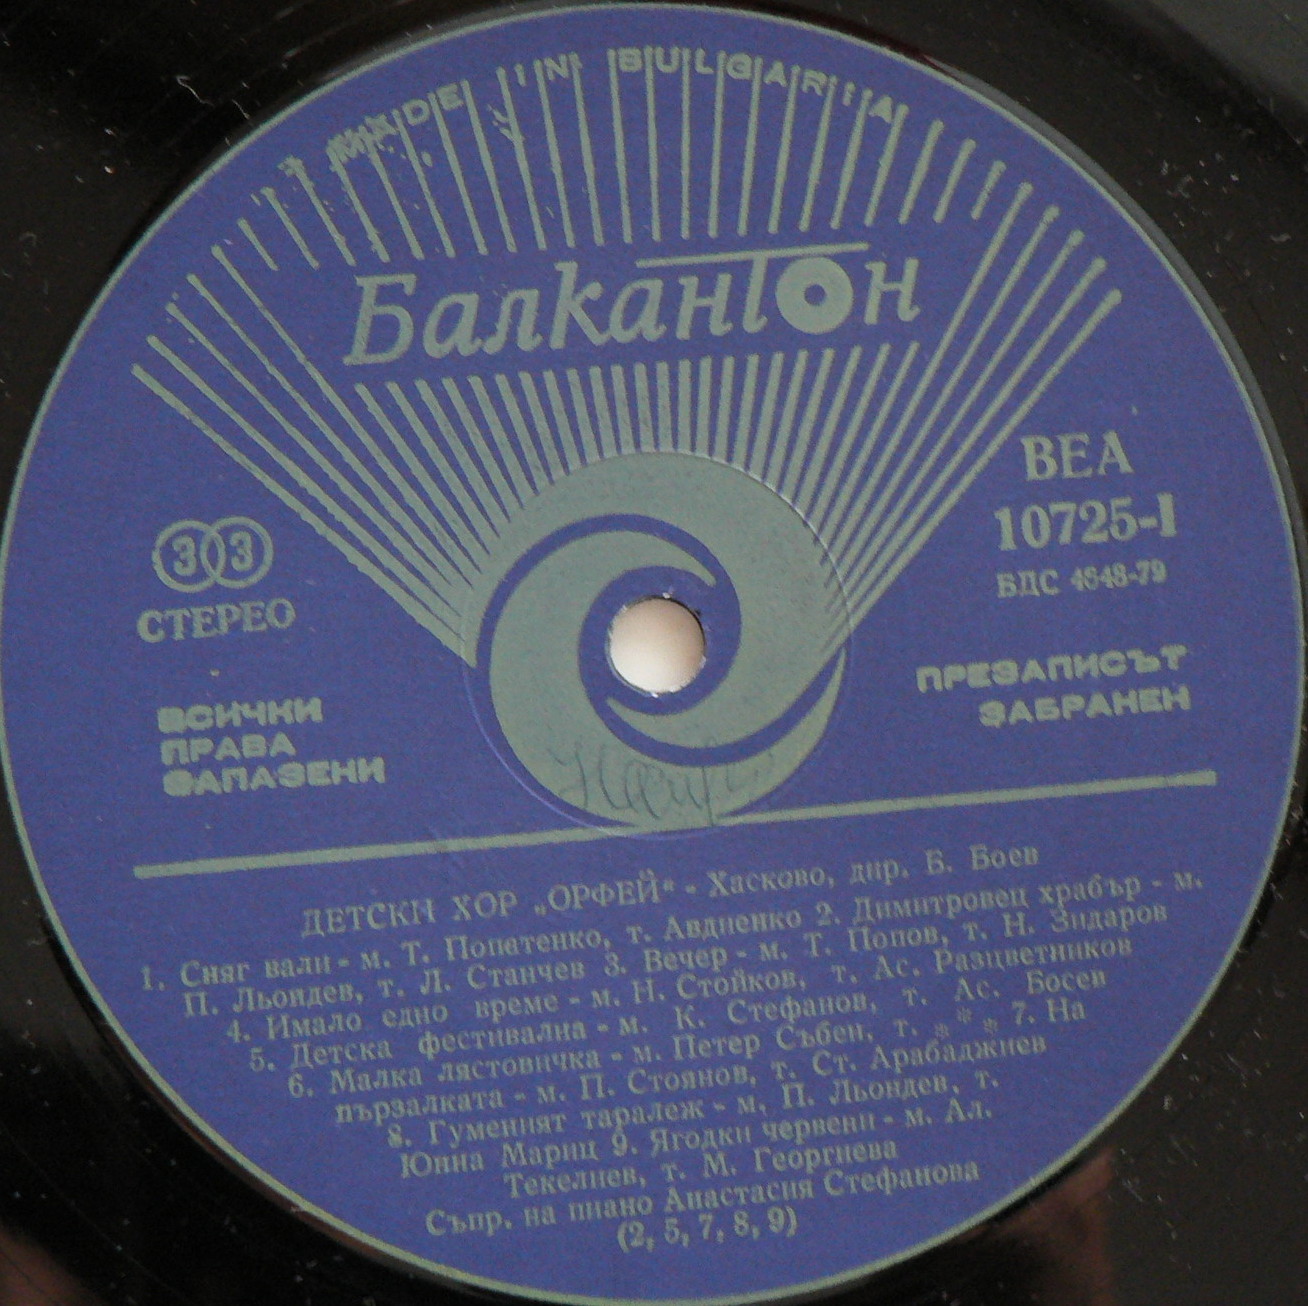 MADE IN BULGARIA
Балкантон
ВЕА
10725-I
БДС 4648-79
33
СТЕРЕО
ВСИЧКИ
ПРАВА
ЗАПАЗЕНИ
ПРЕЗАПИСЪТ
ЗАБРАНЕН
ДЕТСКИ ХОР „ОРФЕЙ“ - Хасково, дир. Б. Боев
1. Сняг вали - м. Т. Попатенко, т. Авдиенко 2. Димитровец храбър - м.
П. Льондев, т. Л. Станчев 3. Вечер - м. Т. Попов, т. Н. Зидаров
4. Имало едно време - м. Н. Стойков, т. Ас. Разцветников
5. Детска фестивална - м. К. Стефанов, т. Ас. Босев
6. Малка лястовичка - м. Петер Събен, т. *** 7. На
пързалката - м. П. Стоянов, т. Ст. Арабаджиев
8. Гуменият таралеж - м. П. Льондев, т.
Юнна Мориц 9. Ягодки червени - м. Ал.
Текелиев, т. М. Георгиева
Съпр. на пиано Анастасия Стефанова
(2, 5, 7, 8, 9)